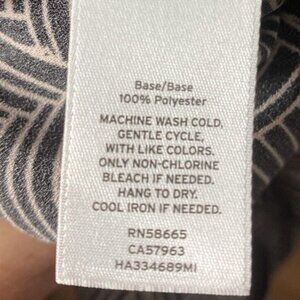 Base/Base
100% Polyester
MACHINE WASH COLD,
GENTLE CYCLE,
WITH LIKE COLORS.
ONLY NON-CHLORINE
BLEACH IF NEEDED.
HANG TO DRY.
COOL IRON IF NEEDED.
RN58665
CA57963
HA334689MI